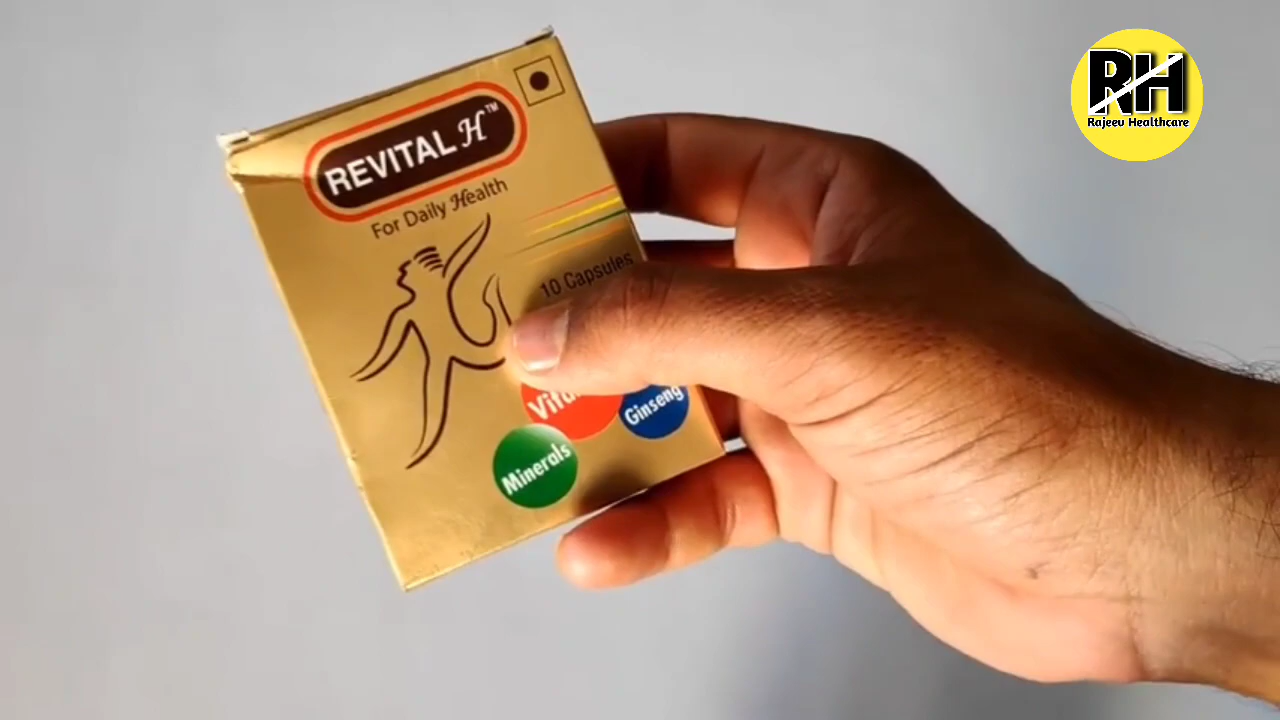 REVITAL H™
For Daily Health
10 Capsules
Ginseng
Minerals
RH
Rajeev Healthcare